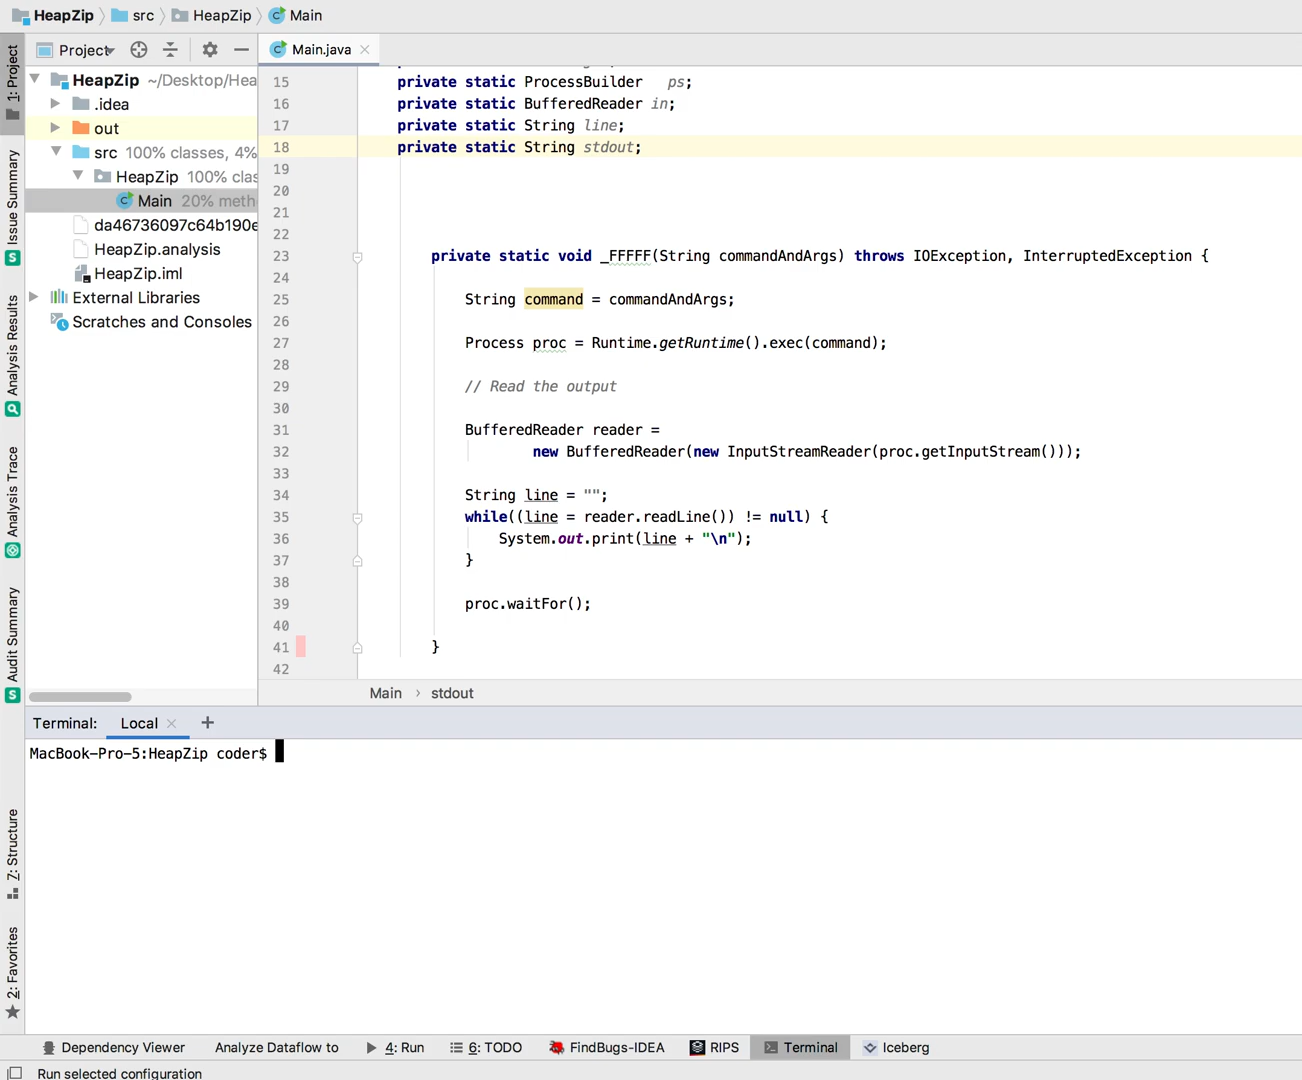 HeapZip src HeapZip Main
Project
Main.java
1: Project
Issue Summary
Analysis Results
Analysis Trace
Audit Summary
Z: Structure
2: Favorites
HeapZip ~/Desktop/Hea
.idea
out
src 100% classes, 4%
HeapZip 100% clas
Main 20% meth
da46736097c64b190e
HeapZip.analysis
HeapZip.iml
External Libraries
Scratches and Consoles
15 private static ProcessBuilder ps;
16 private static BufferedReader in;
17 private static String line;
18 private static String stdout;
19
20
21
22
23 private static void _FFFFF(String commandAndArgs) throws IOException, InterruptedException {
24
25 String command = commandAndArgs;
26
27 Process proc = Runtime.getRuntime().exec(command);
28
29 // Read the output
30
31 BufferedReader reader =
32 new BufferedReader(new InputStreamReader(proc.getInputStream()));
33
34 String line = "";
35 while((line = reader.readLine()) != null) {
36 System.out.print(line + "\n");
37 }
38
39 proc.waitFor();
40
41 }
42
Main › stdout
Terminal: Local +
MacBook-Pro-5:HeapZip coder$
Dependency Viewer Analyze Dataflow to 4: Run 6: TODO FindBugs-IDEA RIPS Terminal Iceberg
Run selected configuration